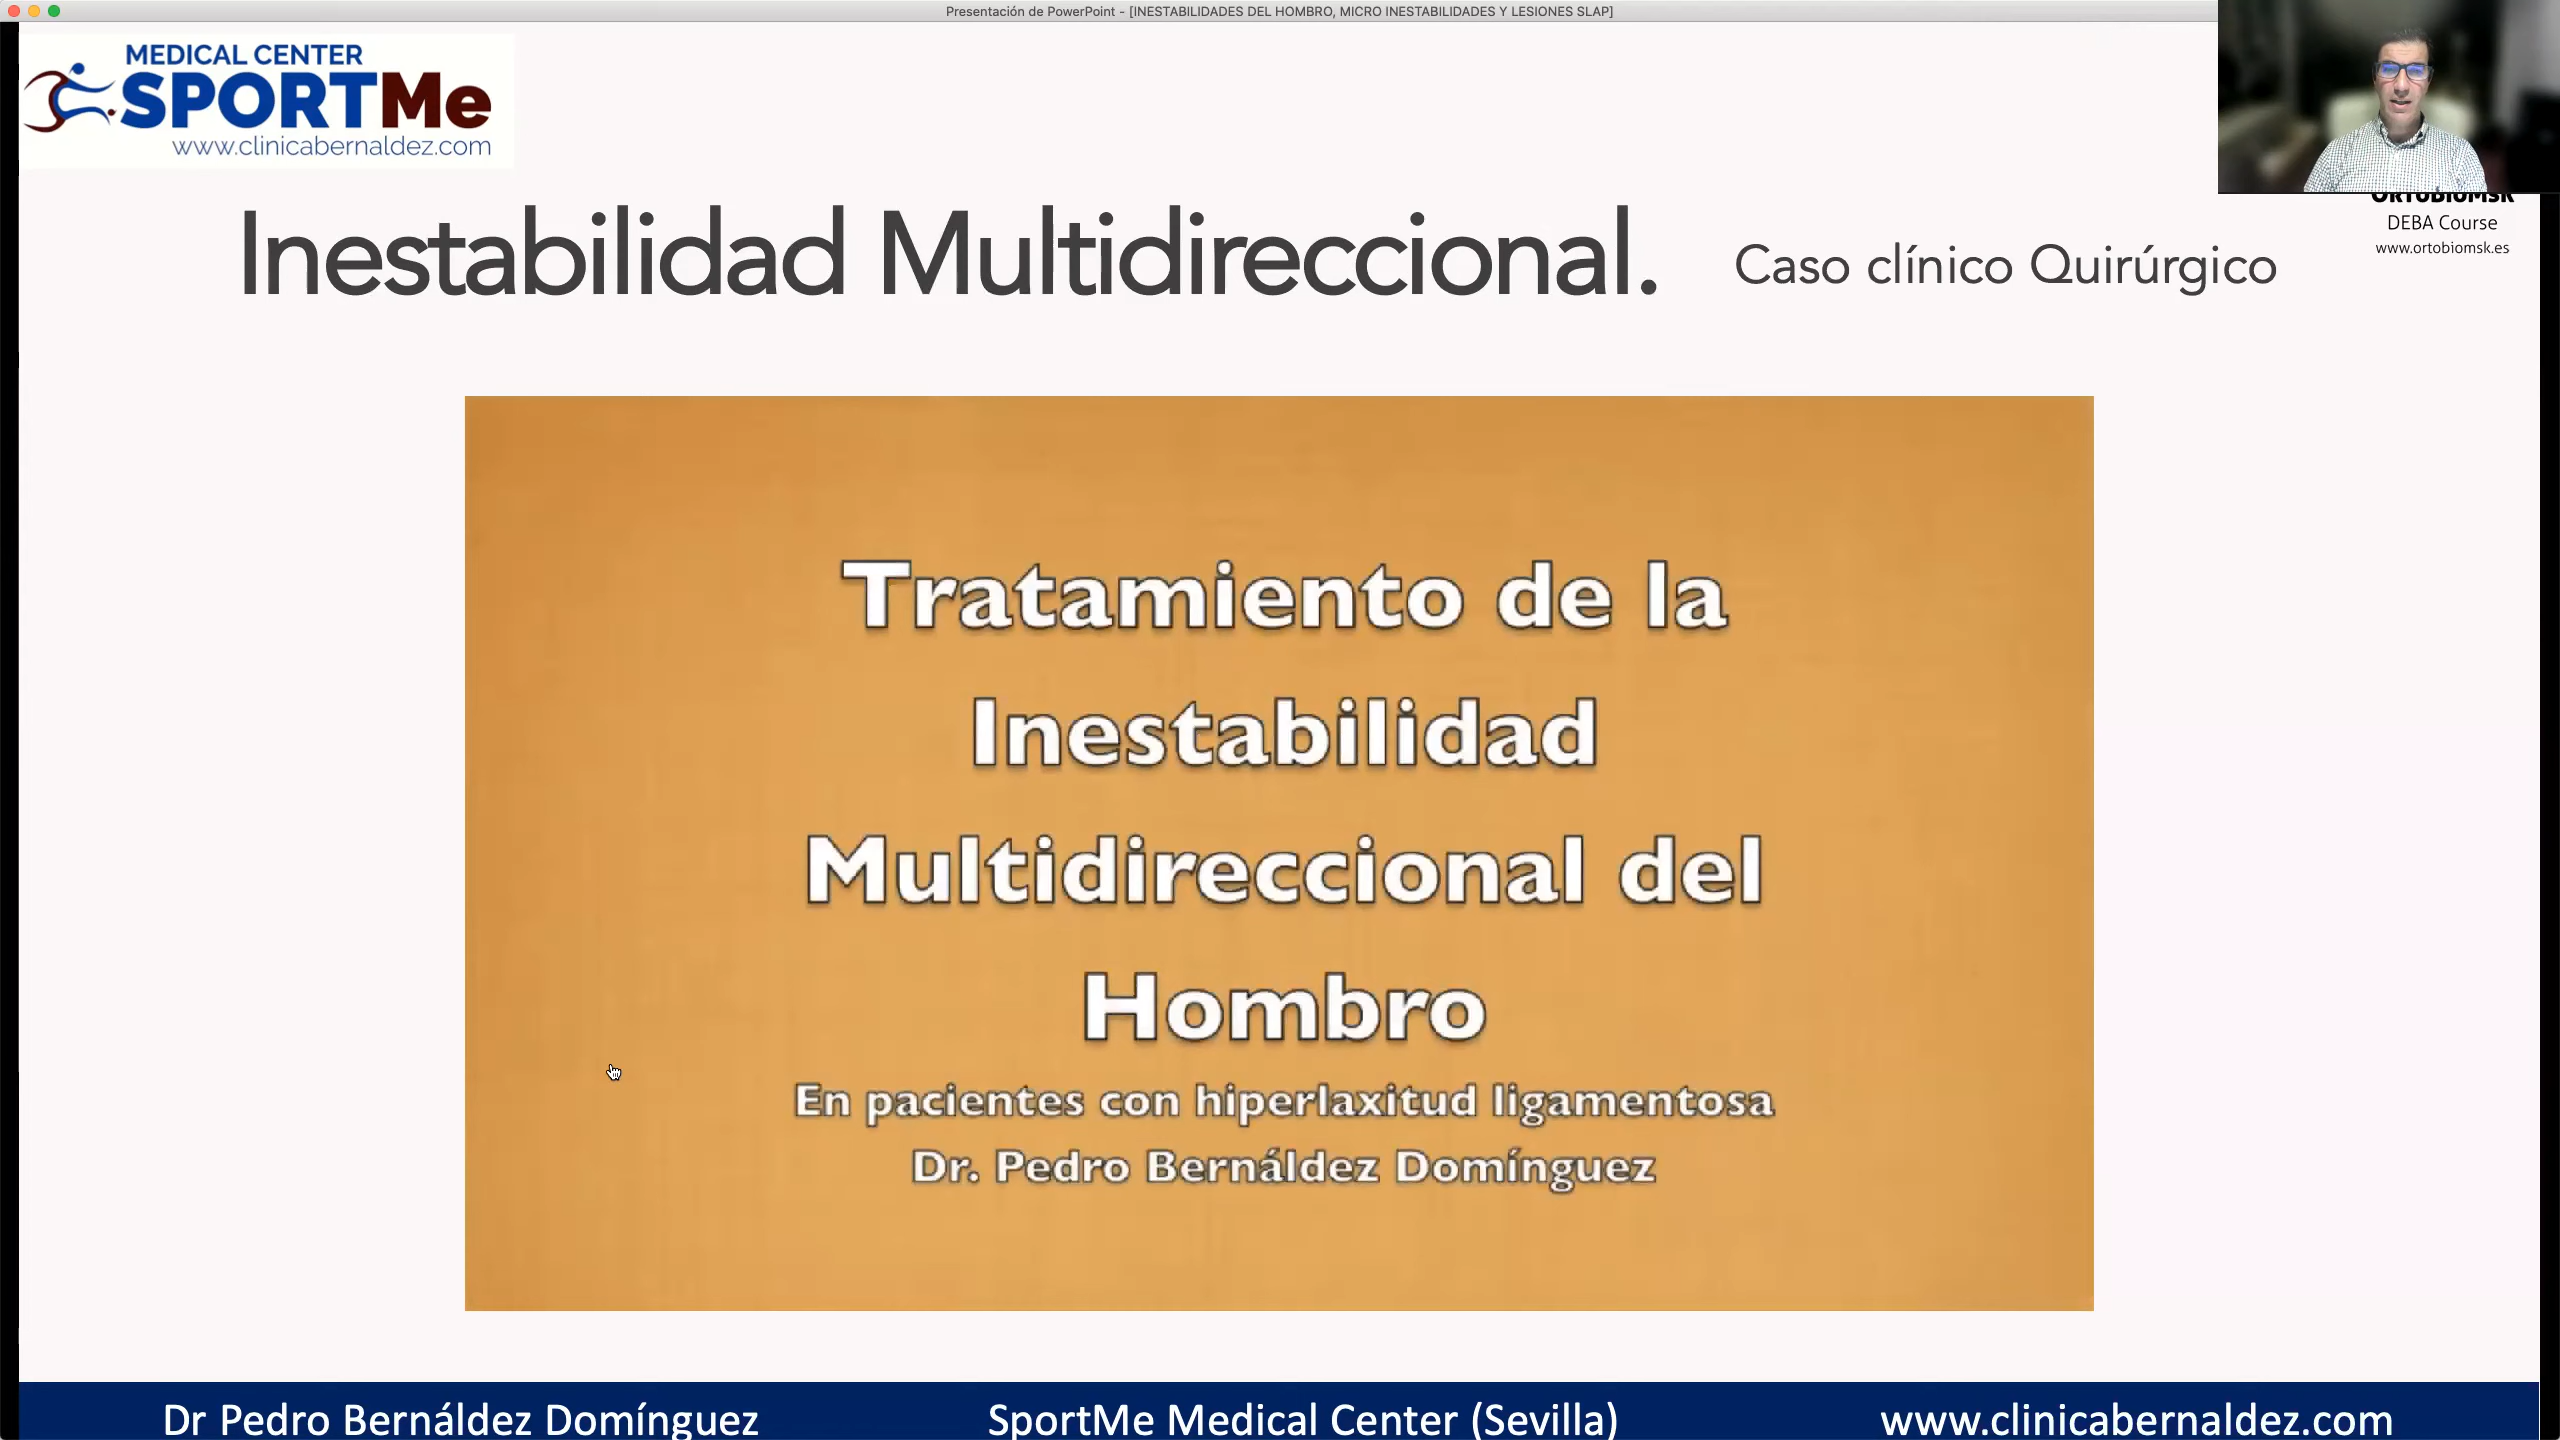 Presentación de PowerPoint - [INESTABILIDADES DEL HOMBRO, MICRO INESTABILIDADES Y LESIONES SLAP]
MEDICAL CENTER
SPORTMe
www.clinicabernaldez.com
Inestabilidad Multidireccional. Caso clínico Quirúrgico
DEBA Course
www.ortobiomsk.es
Tratamiento de la
Inestabilidad
Multidireccional del
Hombro
En pacientes con hiperlaxitud ligamentosa
Dr. Pedro Bernáldez Domínguez
Dr Pedro Bernáldez Domínguez SportMe Medical Center (Sevilla) www.clinicabernaldez.com